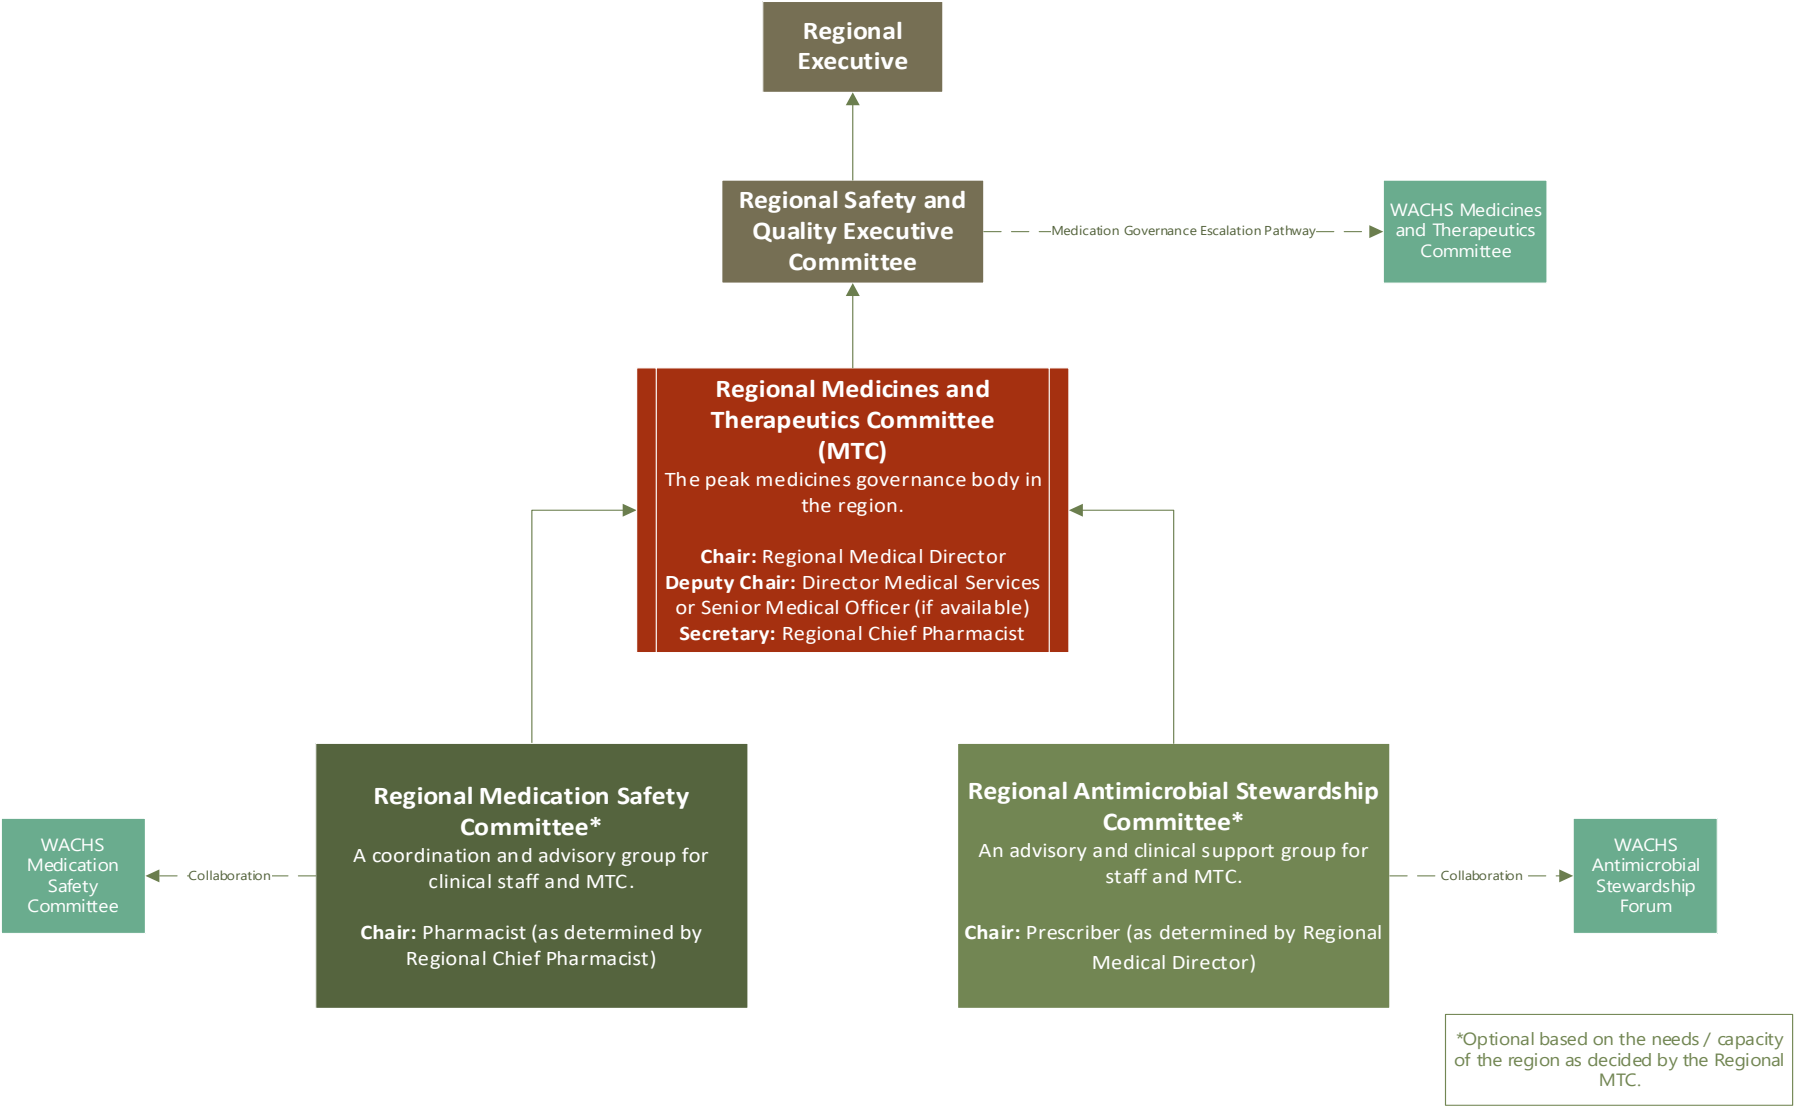 Regional
Executive
Regional Safety and
Quality Executive
Committee
Medication Governance Escalation Pathway
WACHS Medicines
and Therapeutics
Committee
Regional Medicines and
Therapeutics Committee
(MTC)
The peak medicines governance body in
the region.
Chair: Regional Medical Director
Deputy Chair: Director Medical Services
or Senior Medical Officer (if available)
Secretary: Regional Chief Pharmacist
WACHS
Medication
Safety
Committee
Collaboration
Regional Medication Safety
Committee*
A coordination and advisory group for
clinical staff and MTC.
Chair: Pharmacist (as determined by
Regional Chief Pharmacist)
Regional Antimicrobial Stewardship
Committee*
An advisory and clinical support group for
staff and MTC.
Chair: Prescriber (as determined by Regional
Medical Director)
Collaboration
WACHS
Antimicrobial
Stewardship
Forum
*Optional based on the needs / capacity
of the region as decided by the Regional
MTC.